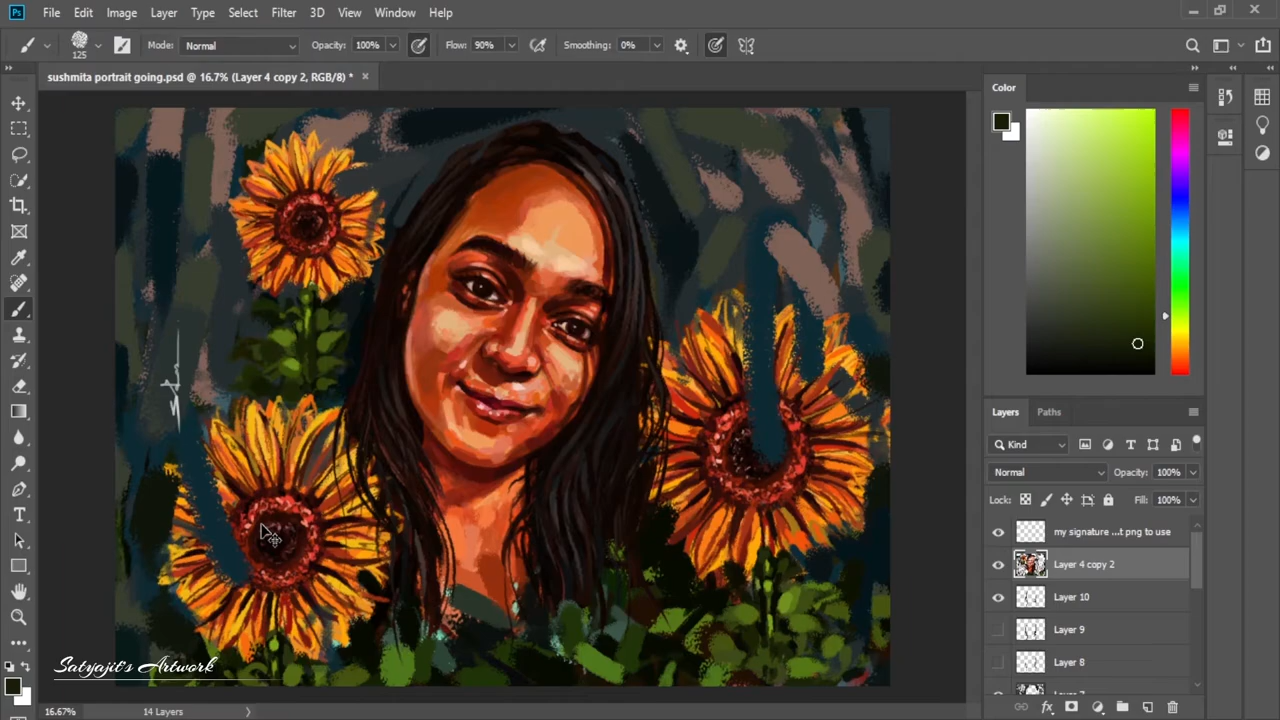 Ps File Edit Image Layer Type Select Filter 3D View Window Help
125 Mode: Normal Opacity: 100% Flow: 90% Smoothing: 0%
sushmita portrait going.psd @ 16.7% (Layer 4 copy 2, RGB/8) *
Color
Layers Paths
Kind
Normal Opacity: 100%
Lock: Fill: 100%
my signature ...t png to use
Layer 4 copy 2
Layer 10
Layer 9
Layer 8
Satyajit's Artwork
16.67% 14 Layers